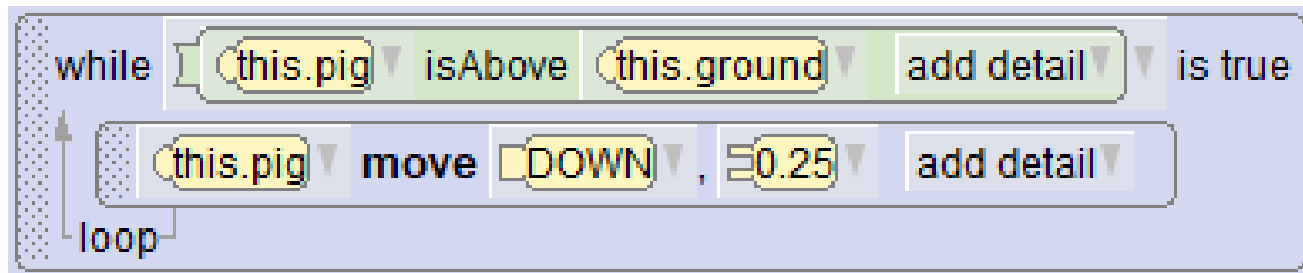 while this.pig isAbove this.ground add detail is true
this.pig move DOWN , 0.25 add detail
loop